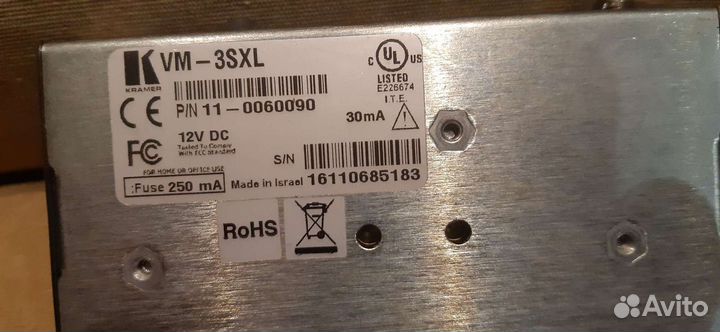 VM-3SXL
KRAMER
P/N 11-0060090
12V DC
Tested To Comply
With FCC Standard
FC
FOR HOME OR OFFICE USE
:Fuse 250 mA
C UL US
LISTED
E226674
I.T.E.
30mA
S/N
Made in Israel 16110685183
RoHS
Avito